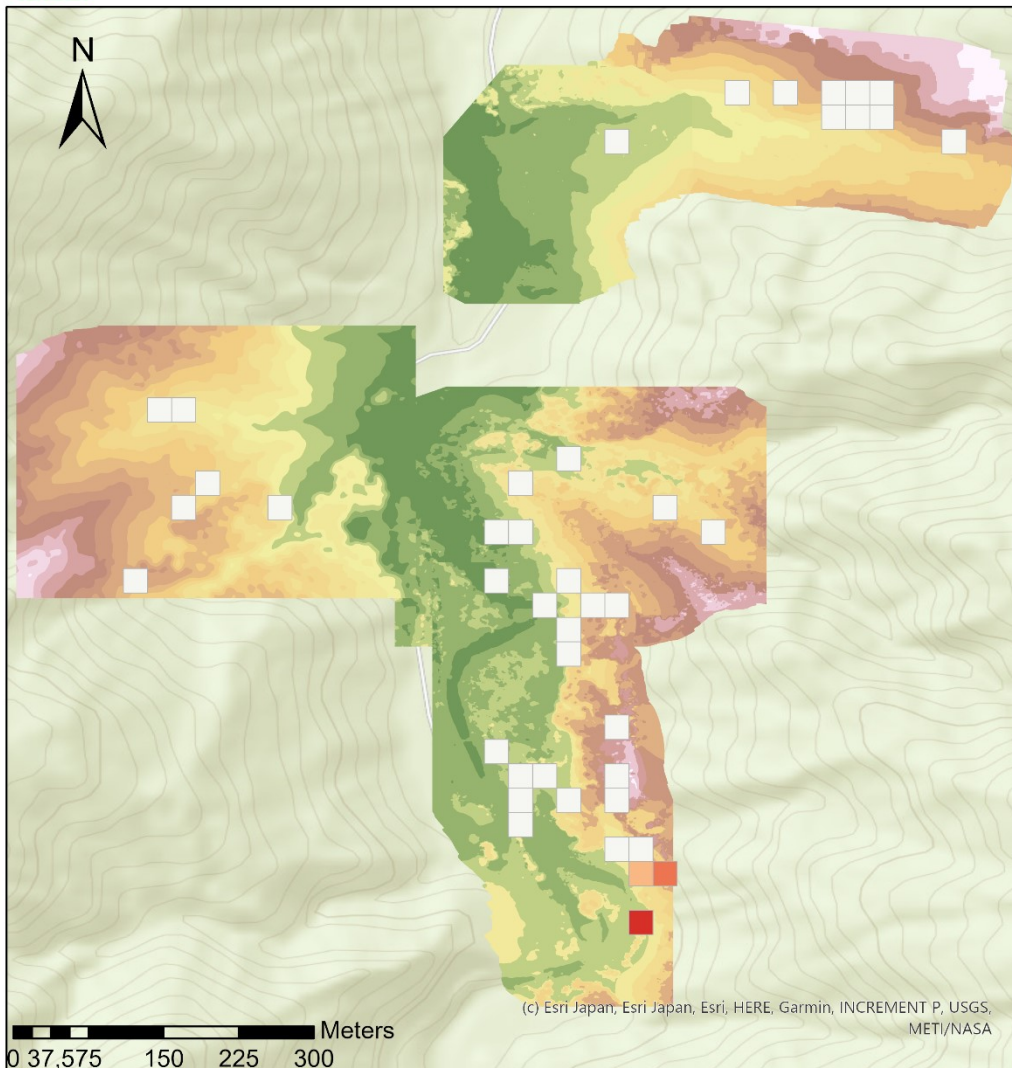 N
(c) Esri Japan, Esri Japan, Esri, HERE, Garmin, INCREMENT P, USGS,
METI/NASA
Meters
0 37,575 150 225 300